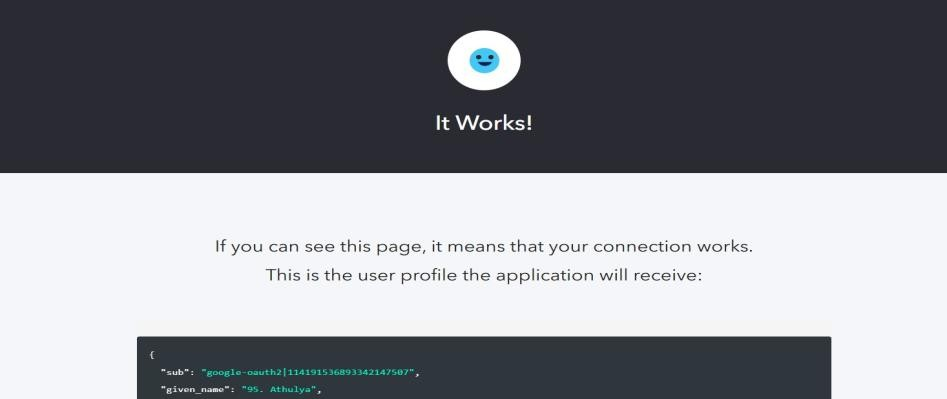 It Works!
If you can see this page, it means that your connection works.
This is the user profile the application will receive:
{
"sub": "google-oauth2|114191536893342147507",
"given_name": "95. Athulya",